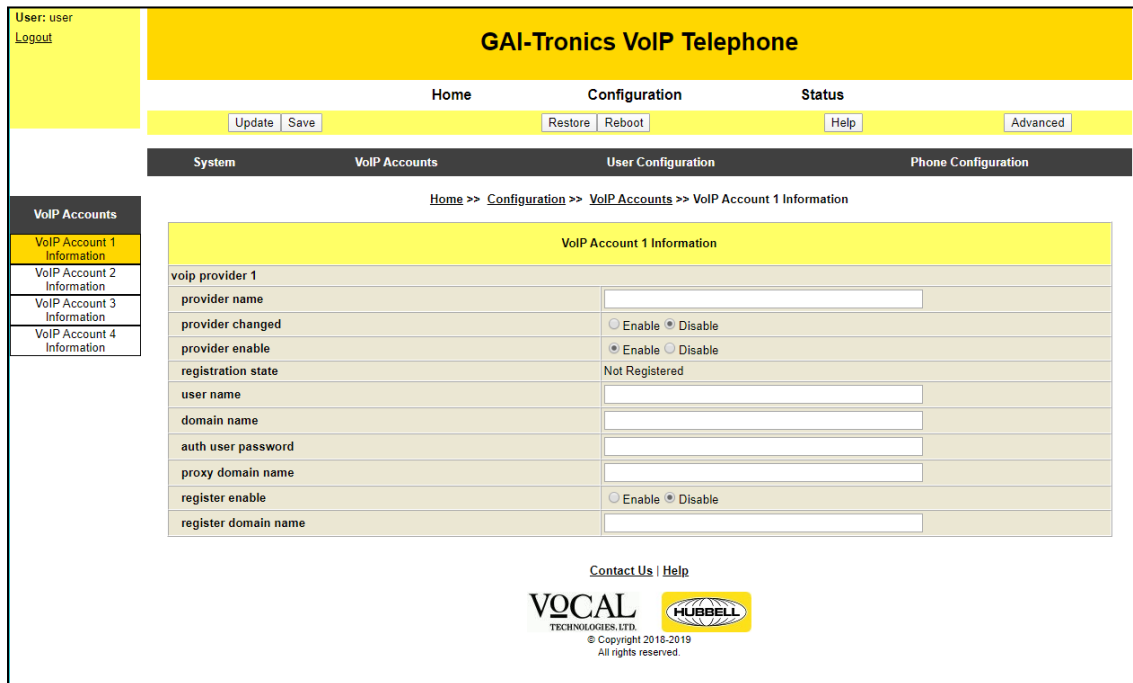 User: user
Logout
GAI-Tronics VoIP Telephone
Home Configuration Status
Update Save Restore Reboot Help Advanced
System VoIP Accounts User Configuration Phone Configuration
Home >> Configuration >> VoIP Accounts >> VoIP Account 1 Information
VoIP Accounts
VoIP Account 1
Information
VoIP Account 2
Information
VoIP Account 3
Information
VoIP Account 4
Information
VoIP Account 1 Information
voip provider 1
provider name
provider changed Enable Disable
provider enable Enable Disable
registration state Not Registered
user name
domain name
auth user password
proxy domain name
register enable Enable Disable
register domain name
Contact Us | Help
VOCAL
TECHNOLOGIES, LTD.
HUBBELL
© Copyright 2018-2019
All rights reserved.